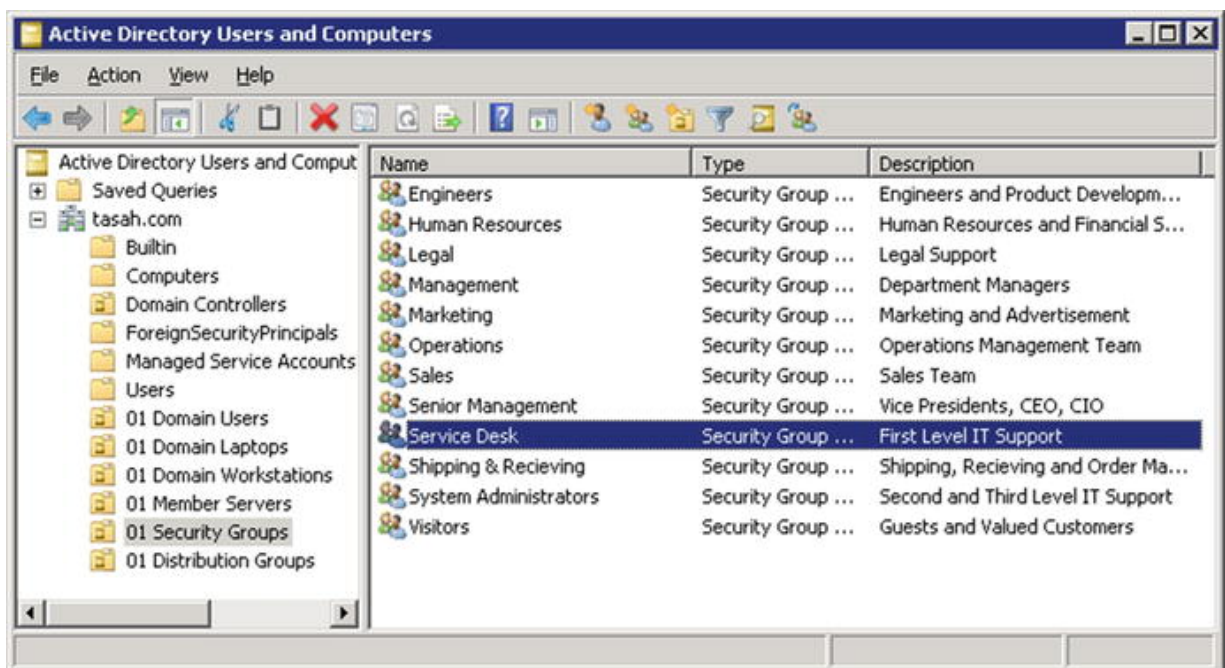 Active Directory Users and Computers
File Action View Help
Active Directory Users and Comput
Saved Queries
tasah.com
Builtin
Computers
Domain Controllers
ForeignSecurityPrincipals
Managed Service Accounts
Users
01 Domain Users
01 Domain Laptops
01 Domain Workstations
01 Member Servers
01 Security Groups
01 Distribution Groups
Name Type Description
Engineers Security Group ... Engineers and Product Developm...
Human Resources Security Group ... Human Resources and Financial S...
Legal Security Group ... Legal Support
Management Security Group ... Department Managers
Marketing Security Group ... Marketing and Advertisement
Operations Security Group ... Operations Management Team
Sales Security Group ... Sales Team
Senior Management Security Group ... Vice Presidents, CEO, CIO
Service Desk Security Group ... First Level IT Support
Shipping & Recieving Security Group ... Shipping, Recieving and Order Ma...
System Administrators Security Group ... Second and Third Level IT Support
Visitors Security Group ... Guests and Valued Customers